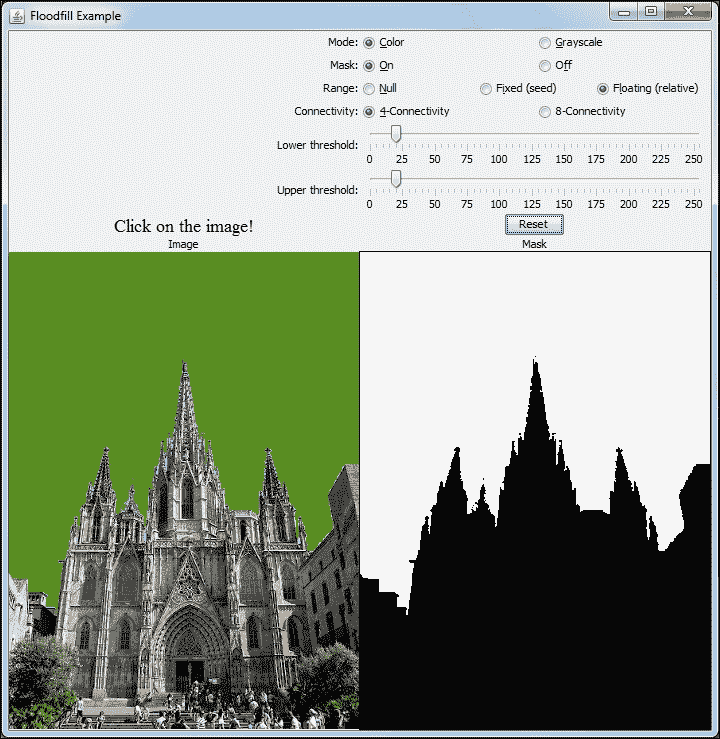 Floodfill Example
Mode: Color Grayscale
Mask: On Off
Range: Null Fixed (seed) Floating (relative)
Connectivity: 4-Connectivity 8-Connectivity
Lower threshold:
0 25 50 75 100 125 150 175 200 225 250
Upper threshold:
0 25 50 75 100 125 150 175 200 225 250
Click on the image! Reset
Image Mask